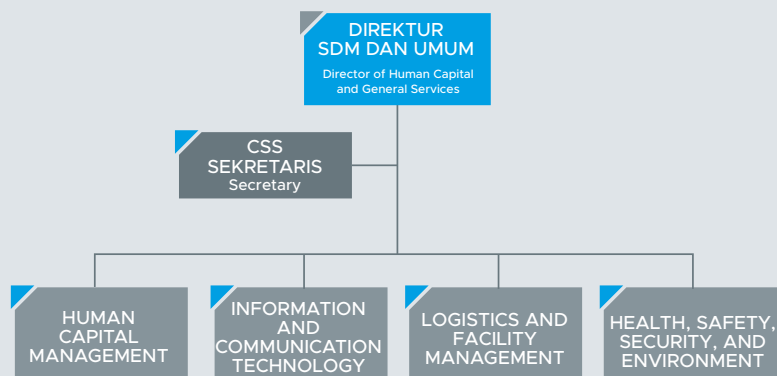 DIREKTUR
SDM DAN UMUM
Director of Human Capital
and General Services
CSS
SEKRETARIS
Secretary
HUMAN
CAPITAL
MANAGEMENT
INFORMATION
AND
COMMUNICATION
TECHNOLOGY
LOGISTICS AND
FACILITY
MANAGEMENT
HEALTH, SAFETY,
SECURITY, AND
ENVIRONMENT